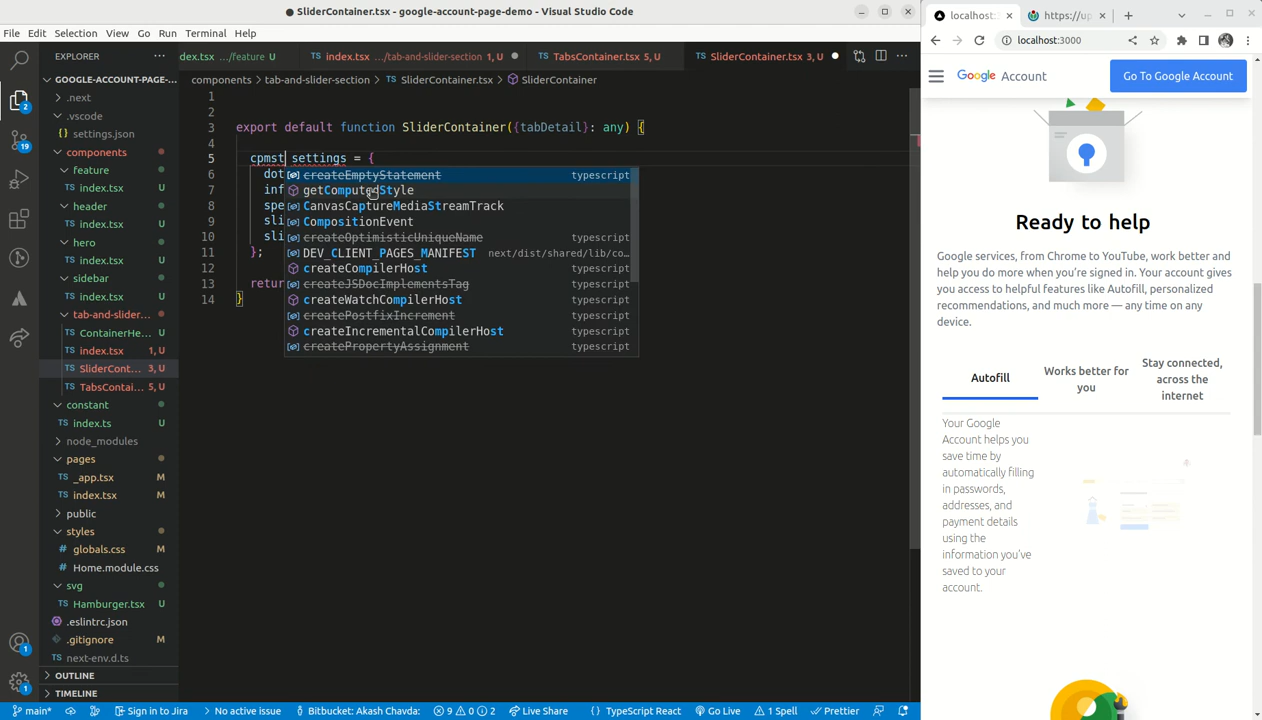 SliderContainer.tsx - google-account-page-demo - Visual Studio Code
File Edit Selection View Go Run Terminal Help
EXPLORER
GOOGLE-ACCOUNT-PAGE-...
.next
.vscode
settings.json
components
feature
index.tsx U
header
index.tsx U
hero
index.tsx U
sidebar
index.tsx U
tab-and-slider...
ContainerHe... U
index.tsx 1, U
SliderCont... 3, U
TabsContai... 5, U
constant
index.ts U
node_modules
pages
_app.tsx M
index.tsx M
public
styles
globals.css M
Home.module.css
svg
Hamburger.tsx U
.eslintrc.json
.gitignore M
next-env.d.ts
OUTLINE
TIMELINE
dex.tsx .../feature U
index.tsx .../tab-and-slider-section 1, U
TabsContainer.tsx 5, U
SliderContainer.tsx 3, U
components > tab-and-slider-section > SliderContainer.tsx > SliderContainer
1
2
3 export default function SliderContainer({tabDetail}: any) {
4
5 cpmst settings = {
6 dot
7 inf
8 spe
9 sli
10 sli
11 };
12
13 retur
14 }
createEmptyStatement typescript
getComputedStyle
CanvasCaptureMediaStreamTrack
CompositionEvent
createOptimisticUniqueName typescript
DEV_CLIENT_PAGES_MANIFEST next/dist/shared/lib/co...
createCompilerHost typescript
createJSDocImplementsTag typescript
createWatchCompilerHost typescript
createPostfixIncrement typescript
createIncrementalCompilerHost typescript
createPropertyAssignment typescript
main* Sign in to Jira No active issue Bitbucket: Akash Chavda: 9 0 2 Live Share TypeScript React Go Live 1 Spell Prettier
localhost:
https://up
localhost:3000
Google Account
Go To Google Account
Ready to help
Google services, from Chrome to YouTube, work better and
help you do more when you're signed in. Your account gives
you access to helpful features like Autofill, personalized
recommendations, and much more — any time on any
device.
Autofill
Works better for
you
Stay connected,
across the
internet
Your Google
Account helps you
save time by
automatically filling
in passwords,
addresses, and
payment details
using the
information you've
saved to your
account.